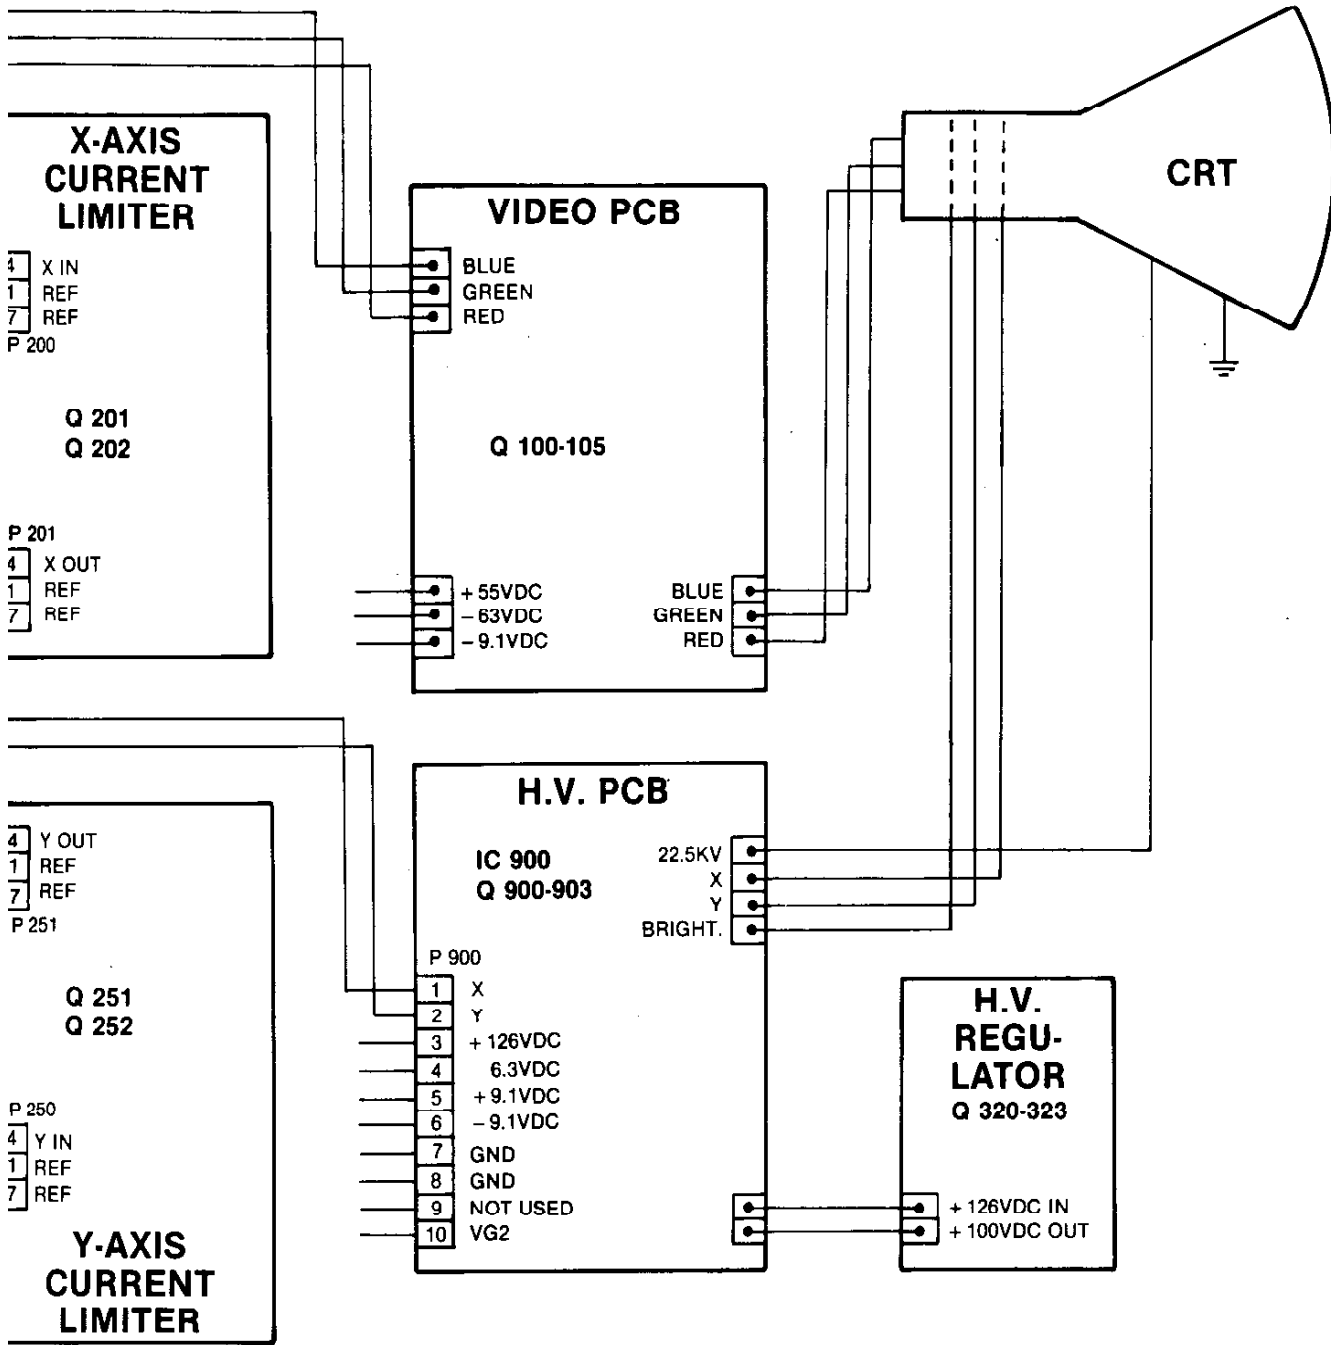 X-AXIS
CURRENT
LIMITER
4 X IN
1 REF
7 REF
P 200
Q 201
Q 202
P 201
4 X OUT
1 REF
7 REF
VIDEO PCB
BLUE
GREEN
RED
Q 100-105
+ 55VDC
– 63VDC
– 9.1VDC
BLUE
GREEN
RED
CRT
4 Y OUT
1 REF
7 REF
P 251
Q 251
Q 252
P 250
4 Y IN
1 REF
7 REF
Y-AXIS
CURRENT
LIMITER
H.V. PCB
IC 900
Q 900-903
22.5KV
X
Y
BRIGHT.
P 900
1 X
2 Y
3 + 126VDC
4 6.3VDC
5 + 9.1VDC
6 – 9.1VDC
7 GND
8 GND
9 NOT USED
10 VG2
H.V.
REGU-
LATOR
Q 320-323
+ 126VDC IN
+ 100VDC OUT